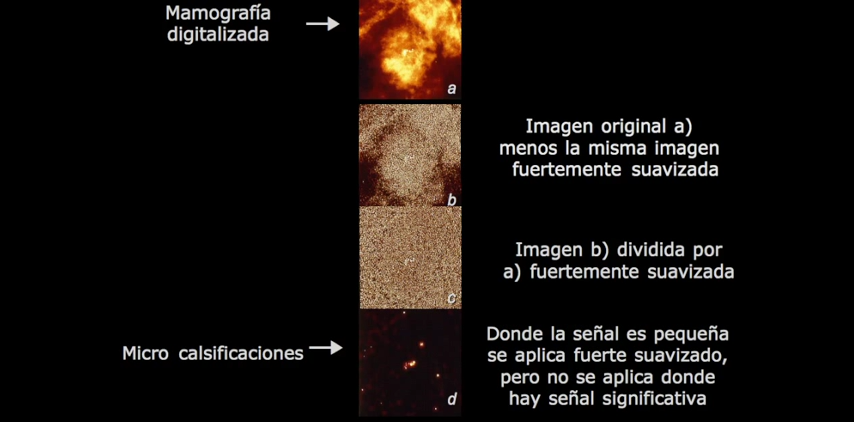 Mamografía
digitalizada
a
Imagen original a)
menos la misma imagen
fuertemente suavizada
b
Imagen b) dividida por
a) fuertemente suavizada
c
Micro calsificaciones
Donde la señal es pequeña
se aplica fuerte suavizado,
pero no se aplica donde
hay señal significativa
d